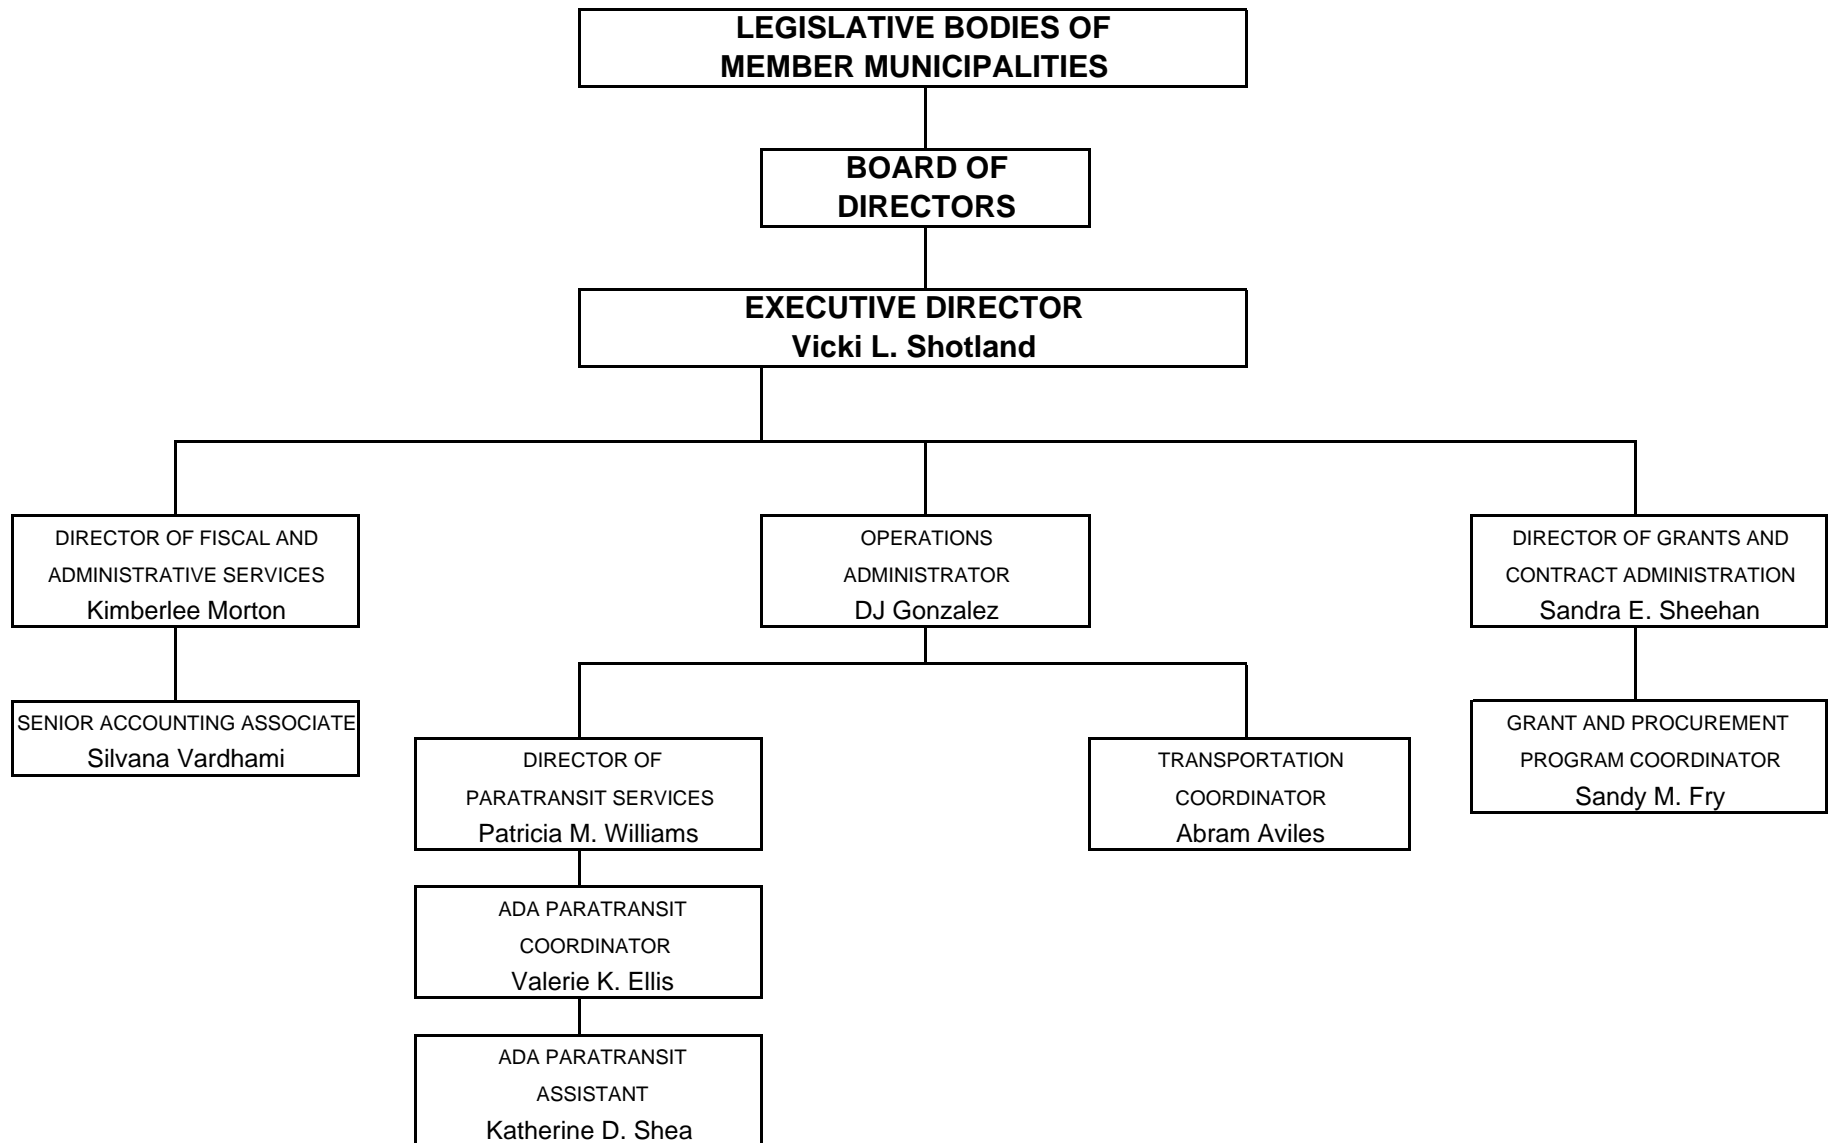 LEGISLATIVE BODIES OF
MEMBER MUNICIPALITIES
BOARD OF
DIRECTORS
EXECUTIVE DIRECTOR
Vicki L. Shotland
DIRECTOR OF FISCAL AND
ADMINISTRATIVE SERVICES
Kimberlee Morton
OPERATIONS
ADMINISTRATOR
DJ Gonzalez
DIRECTOR OF GRANTS AND
CONTRACT ADMINISTRATION
Sandra E. Sheehan
SENIOR ACCOUNTING ASSOCIATE
Silvana Vardhami
GRANT AND PROCUREMENT
PROGRAM COORDINATOR
Sandy M. Fry
DIRECTOR OF
PARATRANSIT SERVICES
Patricia M. Williams
TRANSPORTATION
COORDINATOR
Abram Aviles
ADA PARATRANSIT
COORDINATOR
Valerie K. Ellis
ADA PARATRANSIT
ASSISTANT
Katherine D. Shea